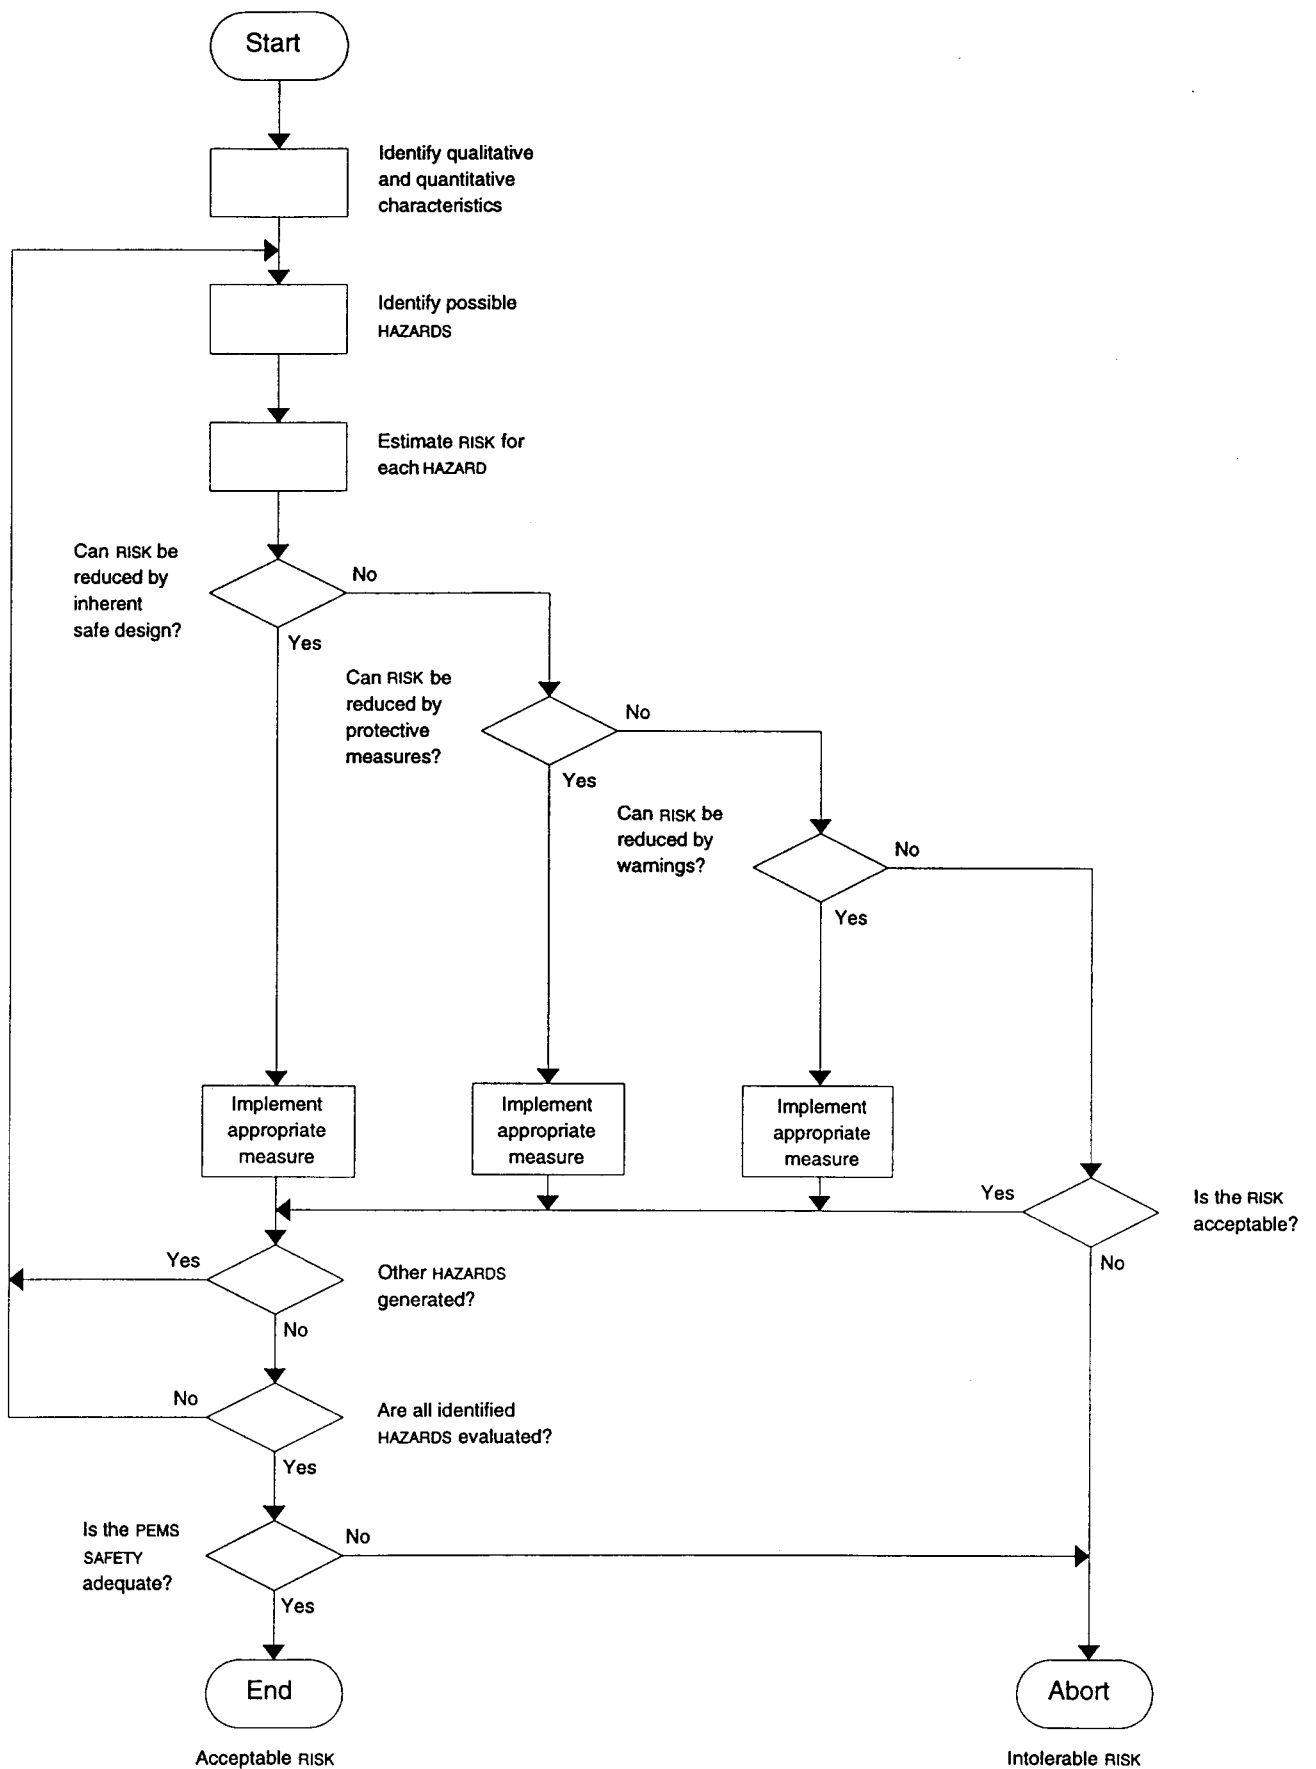 Start
Identify qualitative
and quantitative
characteristics
Identify possible
HAZARDS
Estimate RISK for
each HAZARD
Can RISK be
reduced by
inherent
safe design?
No
Yes
Can RISK be
reduced by
protective
measures?
No
Yes
Can RISK be
reduced by
warnings?
No
Yes
Implement
appropriate
measure
Implement
appropriate
measure
Implement
appropriate
measure
Yes
Is the RISK
acceptable?
No
Yes
Other HAZARDS
generated?
No
No
Are all identified
HAZARDS evaluated?
Yes
Is the PEMS
SAFETY
adequate?
No
Yes
End
Abort
Acceptable RISK
Intolerable RISK